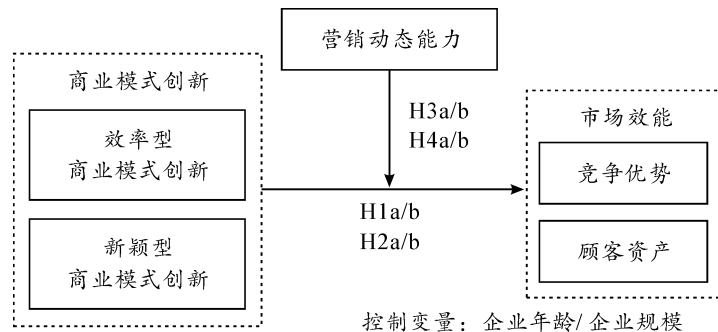 营销动态能力
商业模式创新
效率型
商业模式创新
新颖型
商业模式创新
H3a/b
H4a/b
H1a/b
H2a/b
市场效能
竞争优势
顾客资产
控制变量：企业年龄/企业规模